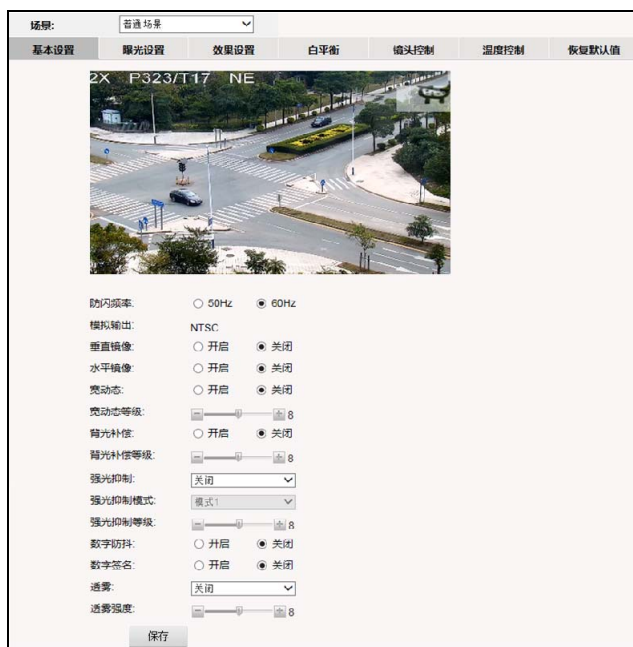 场景: 普通场景
基本设置 曝光设置 效果设置 白平衡 镜头控制 温度控制 恢复默认值
2X P323/T17 NE
防闪频率: 50Hz 60Hz
模拟输出: NTSC
垂直镜像: 开启 关闭
水平镜像: 开启 关闭
宽动态: 开启 关闭
宽动态等级: 8
背光补偿: 开启 关闭
背光补偿等级: 8
强光抑制: 关闭
强光抑制模式: 模式1
强光抑制等级: 8
数字防抖: 开启 关闭
数字签名: 开启 关闭
透雾: 关闭
透雾强度: 8
保存